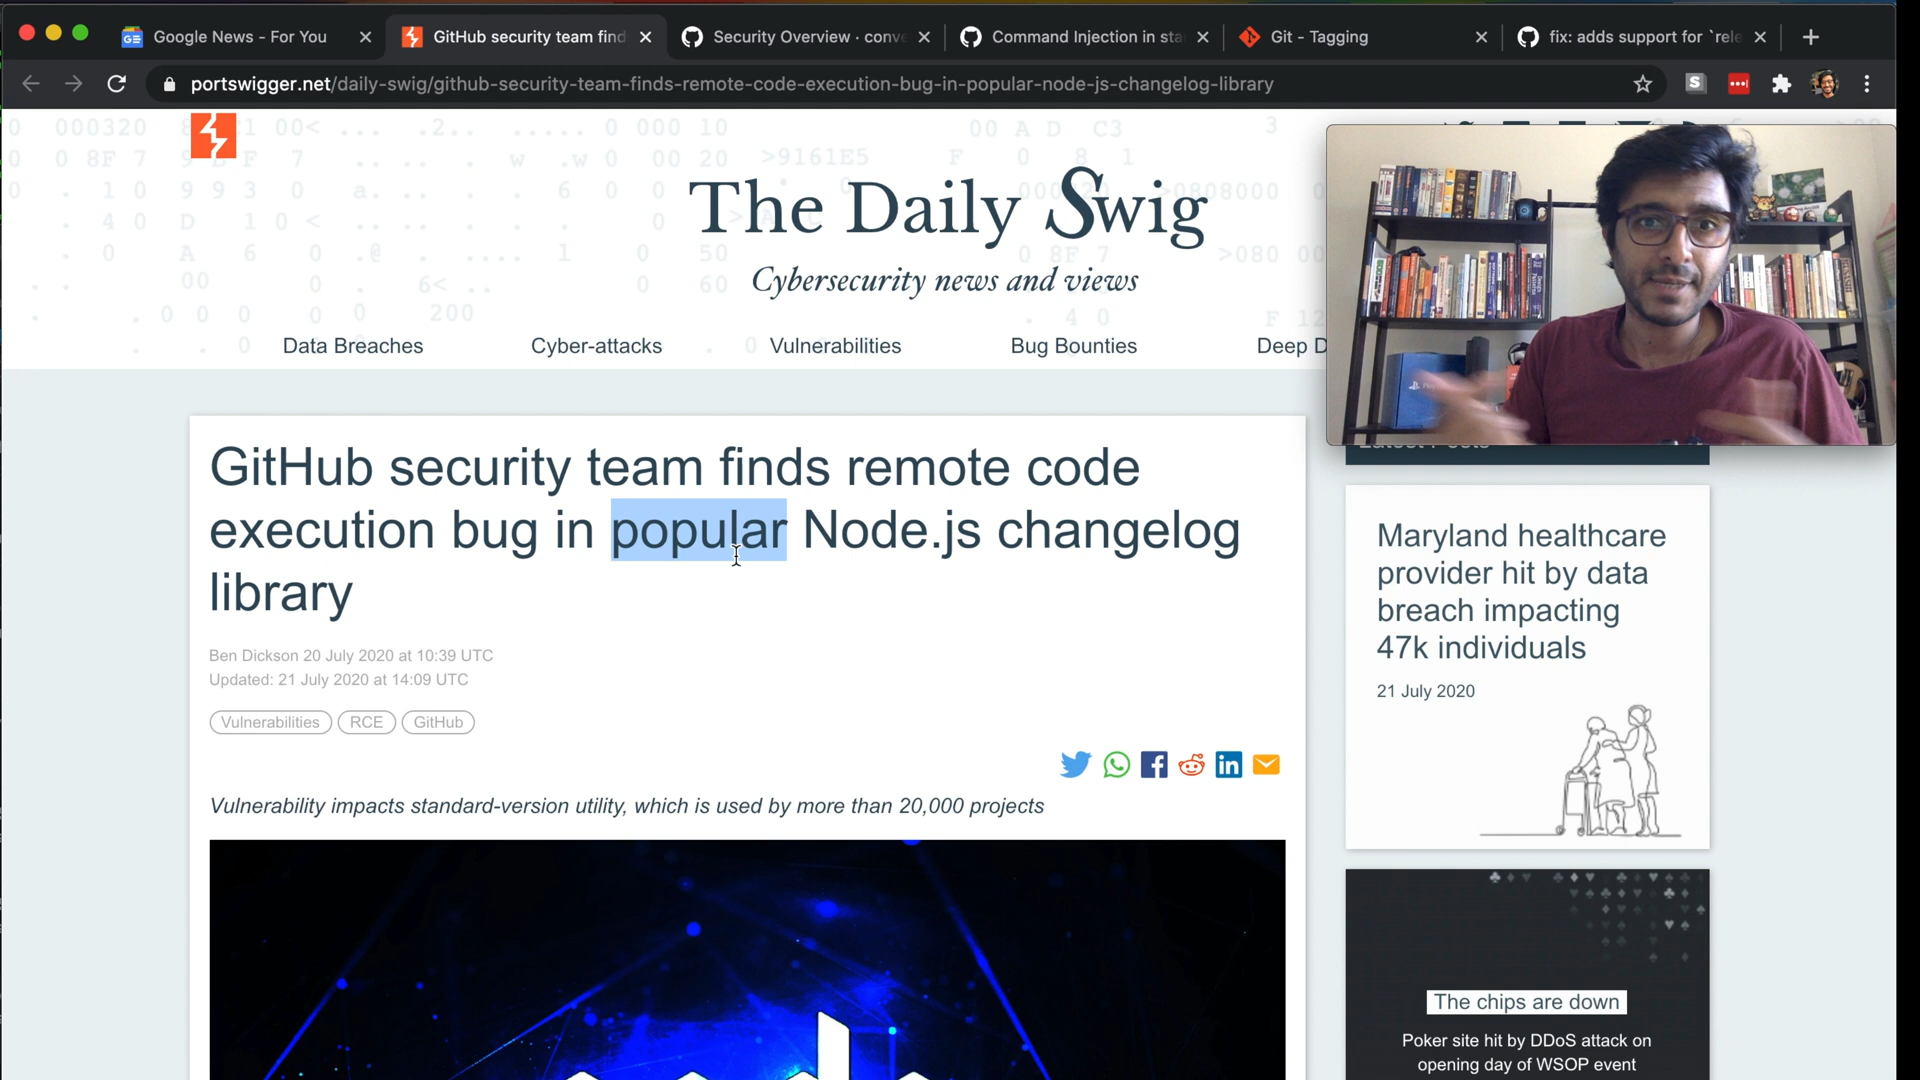 Google News - For You
GitHub security team find
Security Overview · conve
Command Injection in sta
Git - Tagging
fix: adds support for `rele
portswigger.net/daily-swig/github-security-team-finds-remote-code-execution-bug-in-popular-node-js-changelog-library
The Daily Swig
Cybersecurity news and views
Data Breaches
Cyber-attacks
Vulnerabilities
Bug Bounties
Deep D
GitHub security team finds remote code
execution bug in popular Node.js changelog
library
Ben Dickson 20 July 2020 at 10:39 UTC
Updated: 21 July 2020 at 14:09 UTC
Vulnerabilities
RCE
GitHub
Vulnerability impacts standard-version utility, which is used by more than 20,000 projects
Maryland healthcare
provider hit by data
breach impacting
47k individuals
21 July 2020
The chips are down
Poker site hit by DDoS attack on
opening day of WSOP event